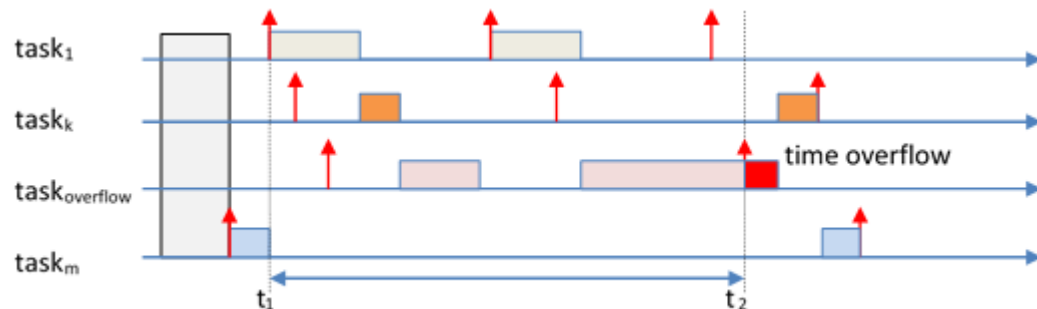 task1
taskk
time overflow
taskoverflow
taskm
t1
t2